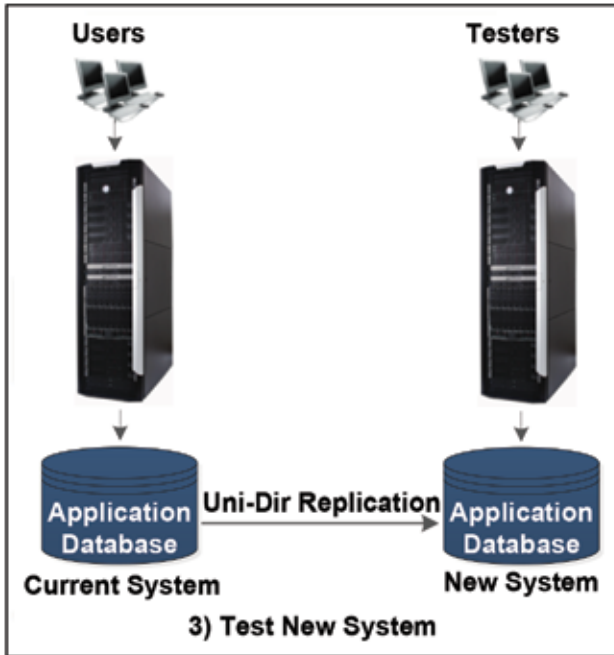 Users
Testers
Application
Database
Uni-Dir Replication
Application
Database
Current System
New System
3) Test New System